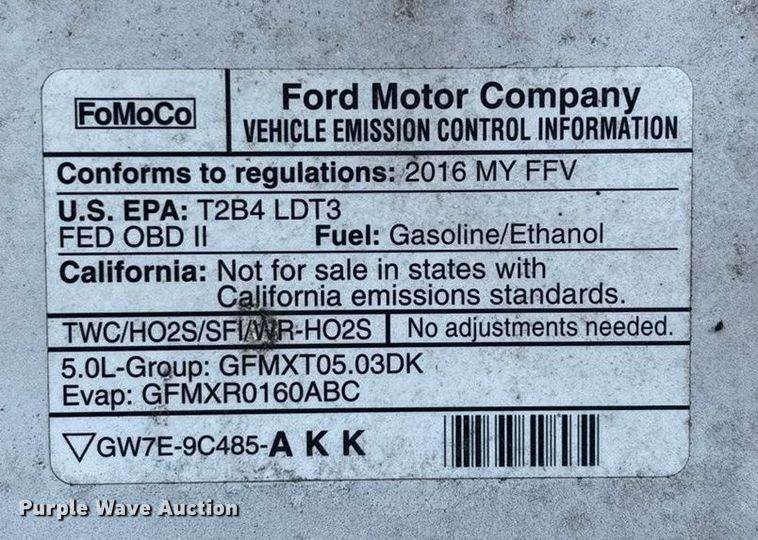 FoMoCo
Ford Motor Company
VEHICLE EMISSION CONTROL INFORMATION
Conforms to regulations: 2016 MY FFV
U.S. EPA: T2B4 LDT3
FED OBD II Fuel: Gasoline/Ethanol
California: Not for sale in states with
California emissions standards.
TWC/HO2S/SFI/WR-HO2S No adjustments needed.
5.0L-Group: GFMXT05.03DK
Evap: GFMXR0160ABC
GW7E-9C485-A K K
Purple Wave Auction